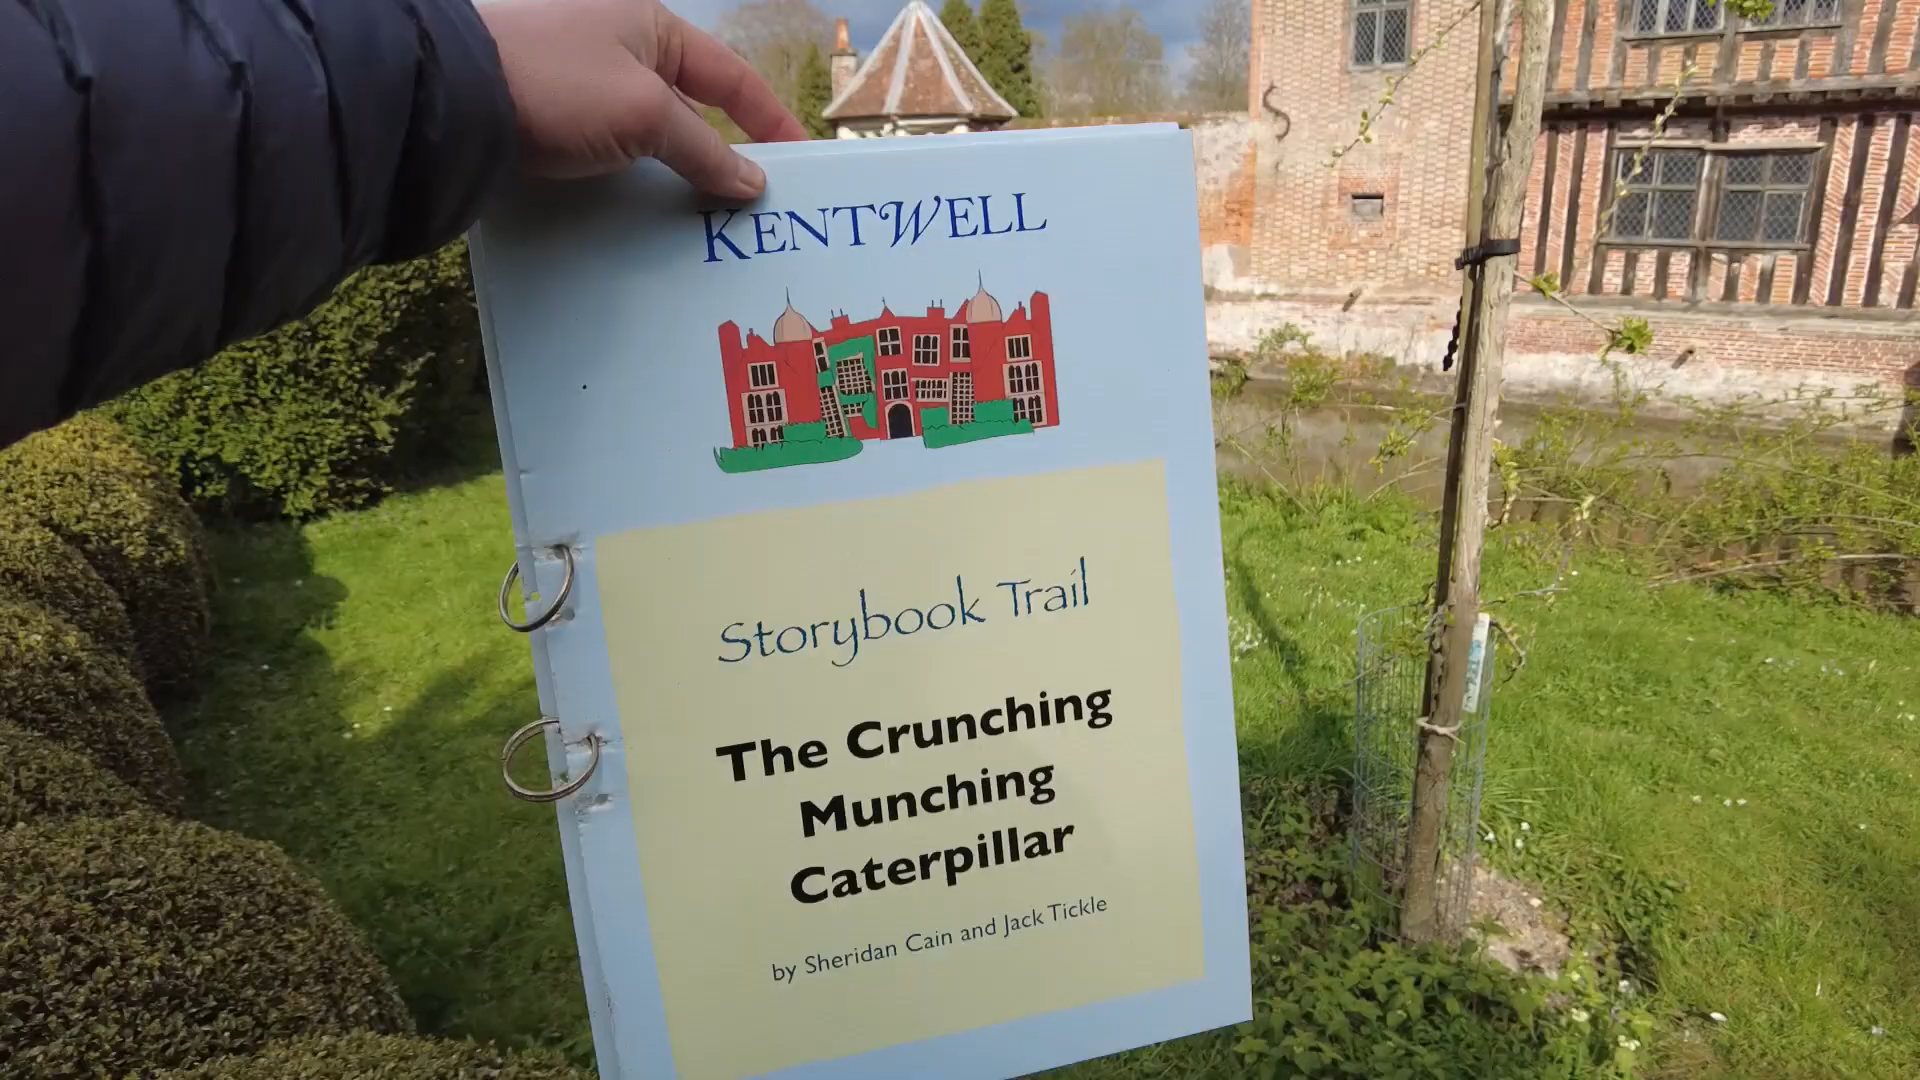 KENTWELL
Storybook Trail
The Crunching
Munching
Caterpillar
by Sheridan Cain and Jack Tickle